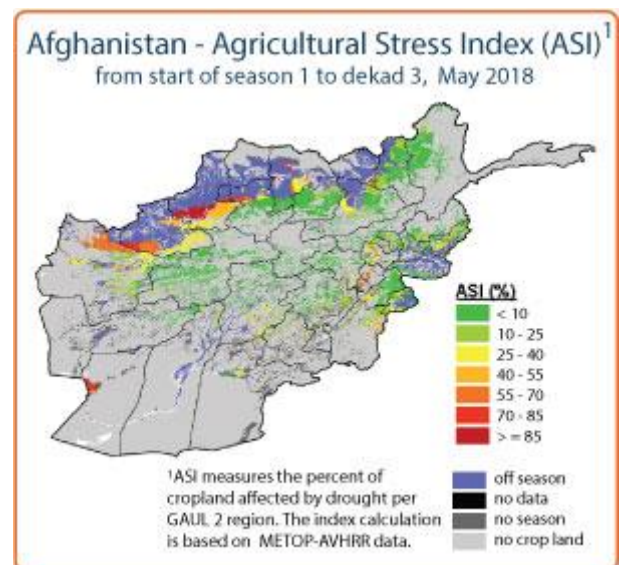 Afghanistan - Agricultural Stress Index (ASI)¹
from start of season 1 to dekad 3, May 2018
ASI (%)
< 10
10 - 25
25 - 40
40 - 55
55 - 70
70 - 85
> = 85
¹ASI measures the percent of
cropland affected by drought per
GAUL 2 region. The index calculation
is based on METOP-AVHRR data.
off season
no data
no season
no crop land